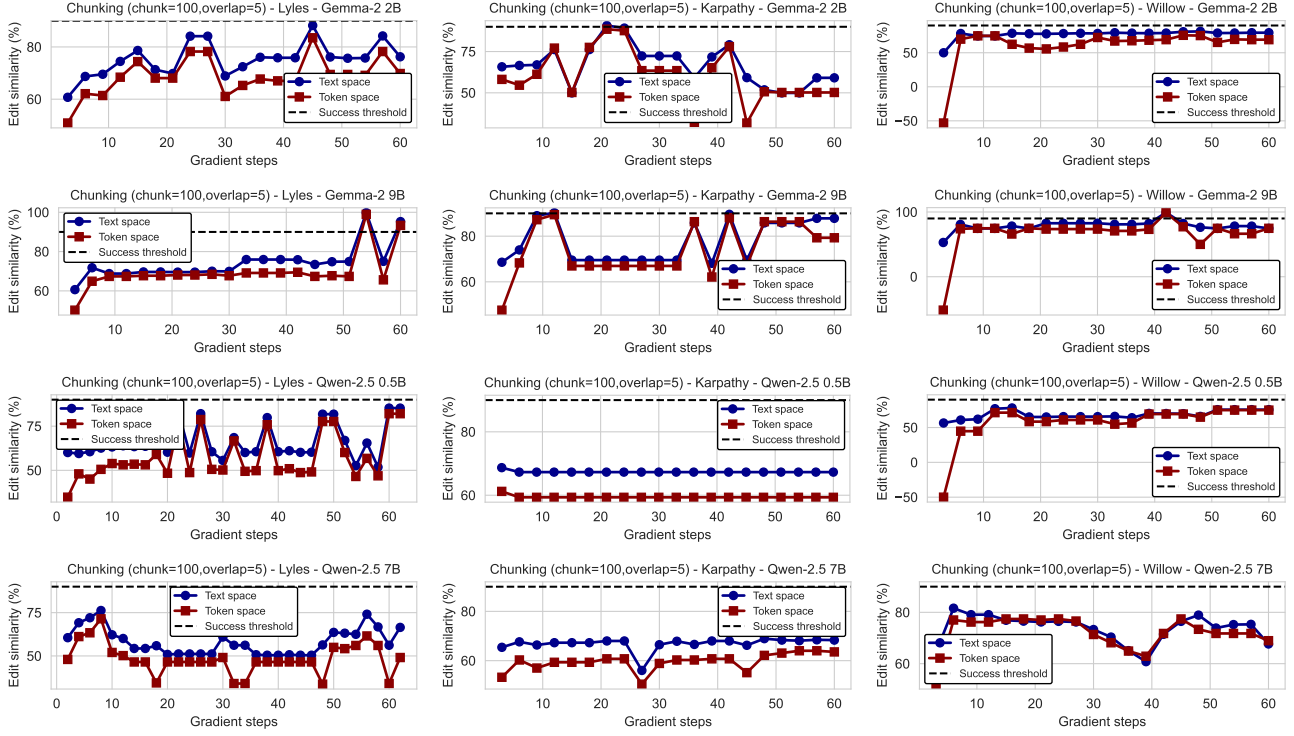 Chunking (chunk=100,overlap=5) - Lyles - Gemma-2 2B
Edit similarity (%)
80
60
10
20
30
40
50
60
Gradient steps
Text space
Token space
Success threshold
Chunking (chunk=100,overlap=5) - Karpathy - Gemma-2 2B
Edit similarity (%)
75
50
10
20
30
40
50
60
Gradient steps
Text space
Token space
Success threshold
Chunking (chunk=100,overlap=5) - Willow - Gemma-2 2B
Edit similarity (%)
50
0
−50
10
20
30
40
50
60
Gradient steps
Text space
Token space
Success threshold
Chunking (chunk=100,overlap=5) - Lyles - Gemma-2 9B
Edit similarity (%)
100
80
60
10
20
30
40
50
60
Gradient steps
Text space
Token space
Success threshold
Chunking (chunk=100,overlap=5) - Karpathy - Gemma-2 9B
Edit similarity (%)
80
60
10
20
30
40
50
60
Gradient steps
Text space
Token space
Success threshold
Chunking (chunk=100,overlap=5) - Willow - Gemma-2 9B
Edit similarity (%)
100
0
10
20
30
40
50
60
Gradient steps
Text space
Token space
Success threshold
Chunking (chunk=100,overlap=5) - Lyles - Qwen-2.5 0.5B
Edit similarity (%)
75
50
0
10
20
30
40
50
60
Gradient steps
Text space
Token space
Success threshold
Chunking (chunk=100,overlap=5) - Karpathy - Qwen-2.5 0.5B
Edit similarity (%)
80
60
10
20
30
40
50
60
Gradient steps
Text space
Token space
Success threshold
Chunking (chunk=100,overlap=5) - Willow - Qwen-2.5 0.5B
Edit similarity (%)
50
0
−50
10
20
30
40
50
60
Gradient steps
Text space
Token space
Success threshold
Chunking (chunk=100,overlap=5) - Lyles - Qwen-2.5 7B
Edit similarity (%)
75
50
0
10
20
30
40
50
60
Gradient steps
Text space
Token space
Success threshold
Chunking (chunk=100,overlap=5) - Karpathy - Qwen-2.5 7B
Edit similarity (%)
80
60
10
20
30
40
50
60
Gradient steps
Text space
Token space
Success threshold
Chunking (chunk=100,overlap=5) - Willow - Qwen-2.5 7B
Edit similarity (%)
80
60
0
10
20
30
40
50
60
Gradient steps
Text space
Token space
Success threshold